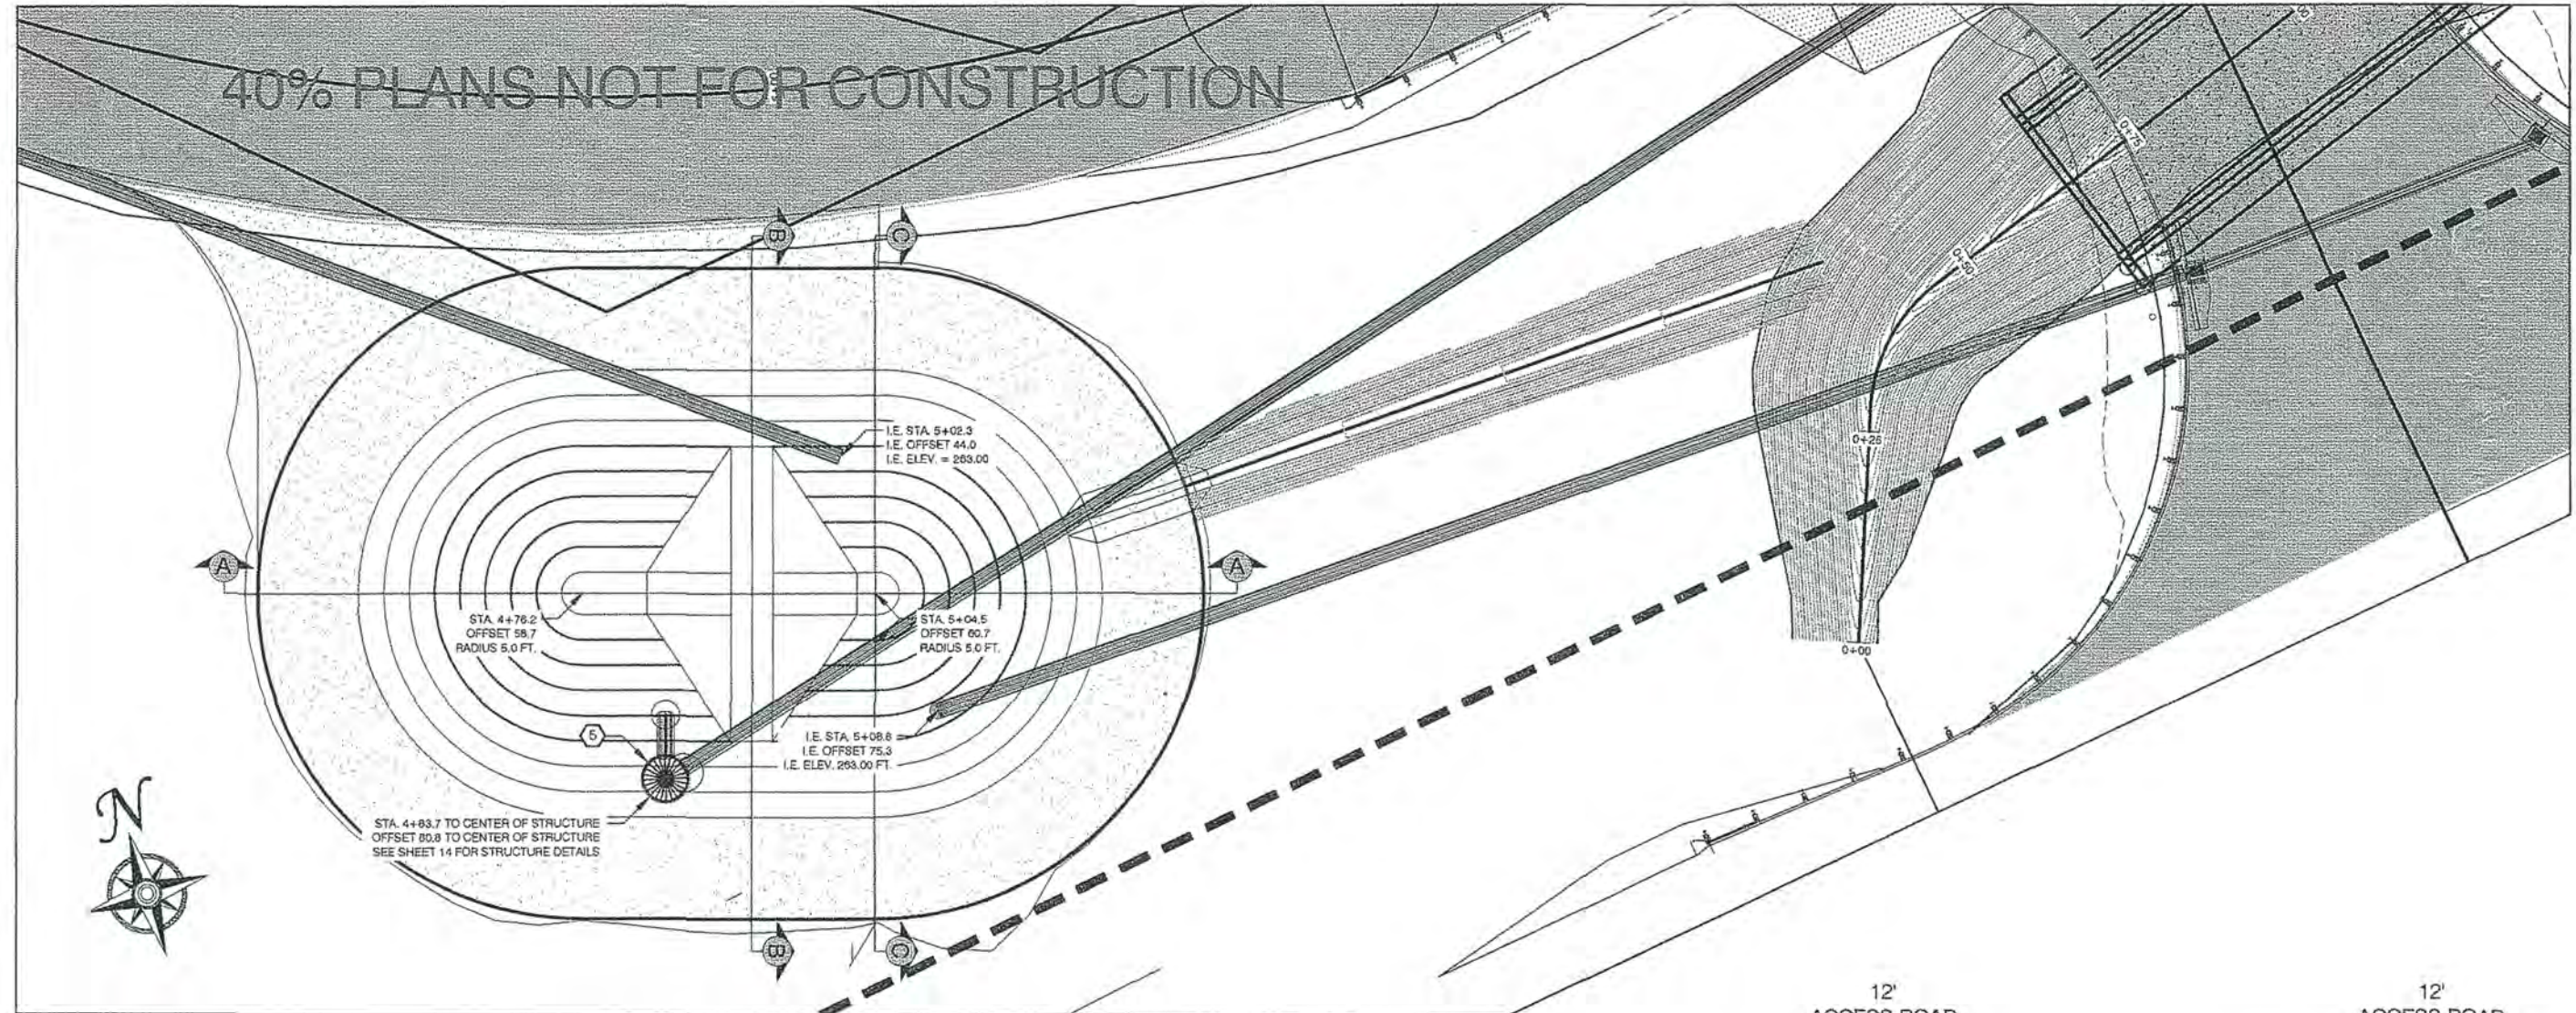 40% PLANS NOT FOR CONSTRUCTION
B
C
0+75
0+50
I.E. STA. 5+02.3
I.E. OFFSET 44.0
I.E. ELEV. = 263.00
0+25
A
A
STA. 4+76.2
OFFSET 58.7
RADIUS 5.0 FT.
STA. 5+04.5
OFFSET 60.7
RADIUS 5.0 FT.
0+00
5
I.E. STA. 5+08.8
I.E. OFFSET 75.3
I.E. ELEV. 263.00 FT.
N
STA. 4+83.7 TO CENTER OF STRUCTURE
OFFSET 80.8 TO CENTER OF STRUCTURE
SEE SHEET 14 FOR STRUCTURE DETAILS
B
C
12'
ACCESS ROAD
12'
ACCESS ROAD